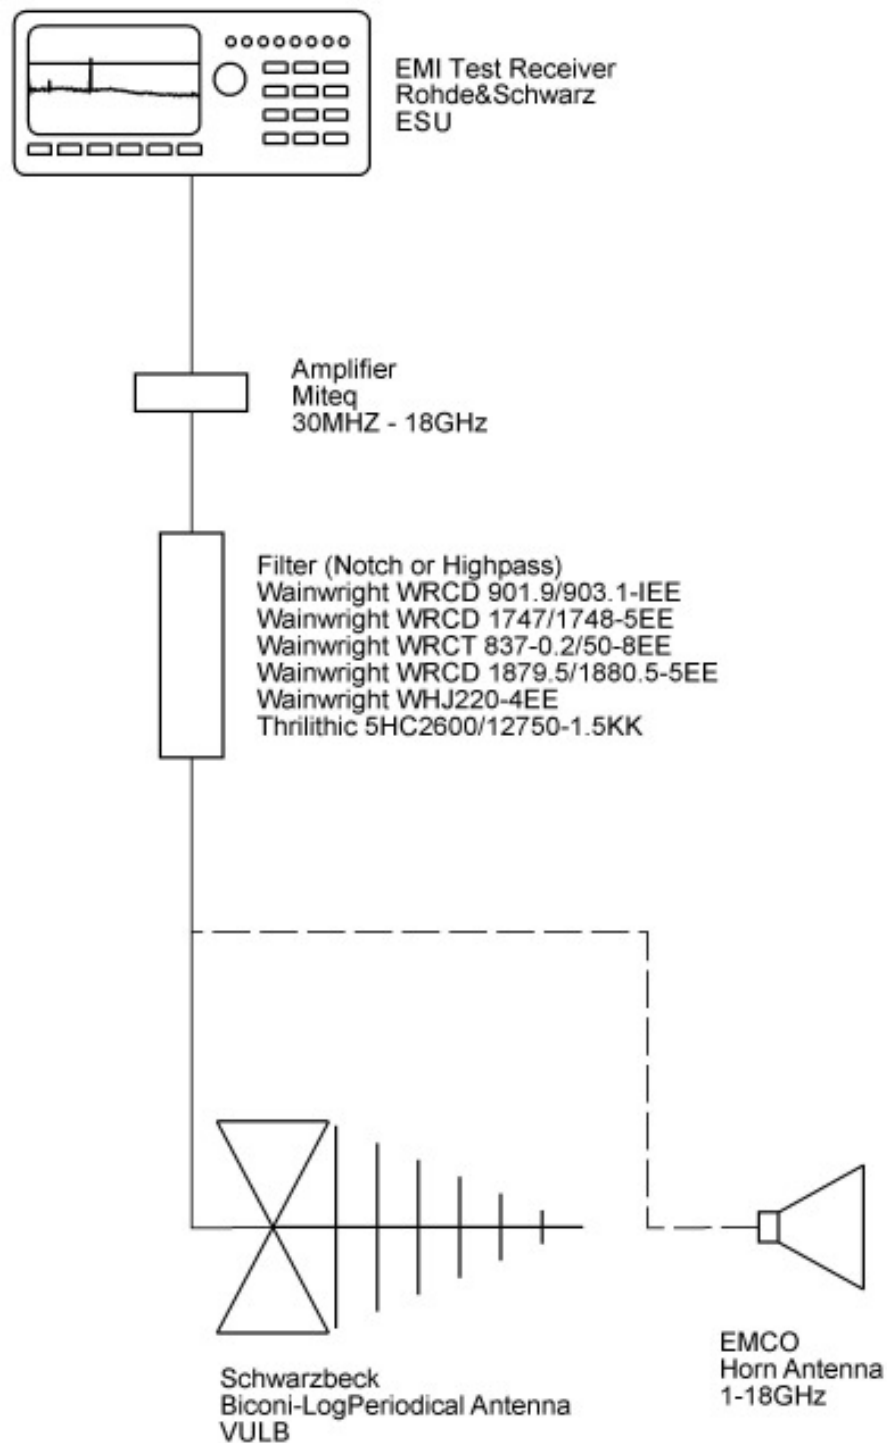 EMI Test Receiver
Rohde&Schwarz
ESU
Amplifier
Miteq
30MHZ - 18GHz
Filter (Notch or Highpass)
Wainwright WRCD 901.9/903.1-IEE
Wainwright WRCD 1747/1748-5EE
Wainwright WRCT 837-0.2/50-8EE
Wainwright WRCD 1879.5/1880.5-5EE
Wainwright WHJ220-4EE
Thrilithic 5HC2600/12750-1.5KK
Schwarzbeck
Biconi-LogPeriodical Antenna
VULB
EMCO
Horn Antenna
1-18GHz